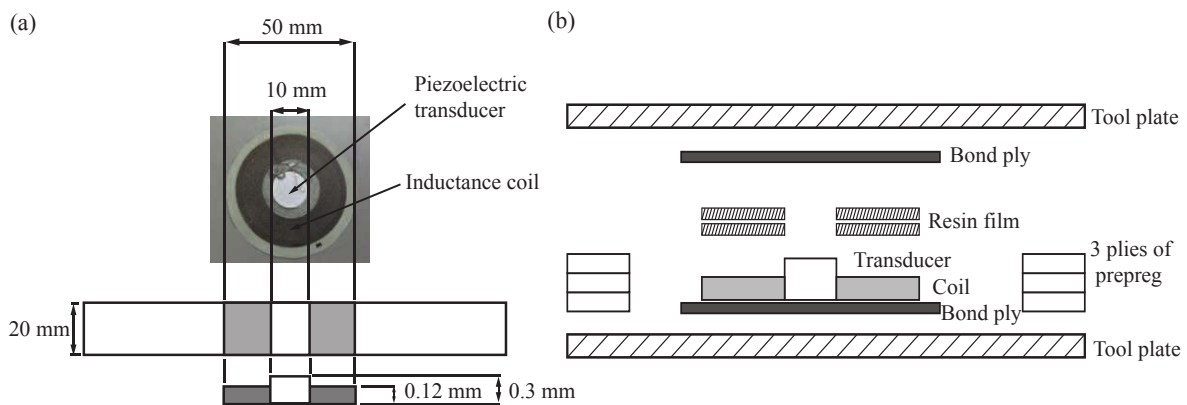 (a)
50 mm
10 mm
Piezoelectric
transducer
Inductance coil
20 mm
0.12 mm
0.3 mm
(b)
Tool plate
Bond ply
Resin film
Transducer
3 plies of
prepreg
Coil
Bond ply
Tool plate